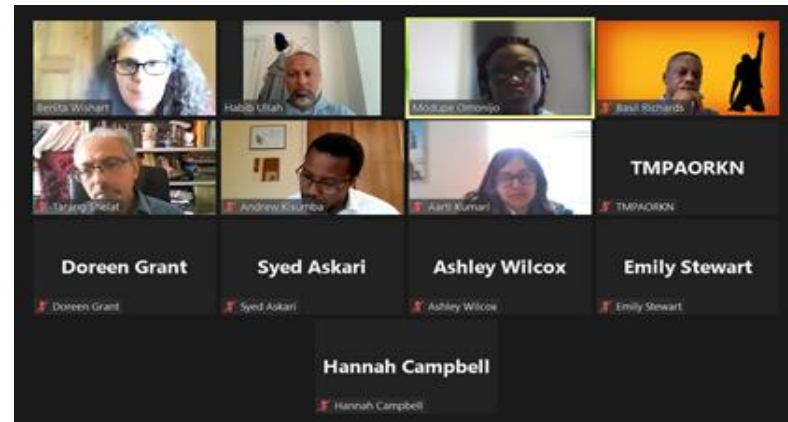 Benita Wishart
Habib Ullah
Modupe Omonijo
Basil Richards
Tarang Shelat
Andrew Kisumba
Aarti Kumari
TMPAORKN
TMPAORKN
Doreen Grant
Syed Askari
Ashley Wilcox
Emily Stewart
Doreen Grant
Syed Askari
Ashley Wilcox
Emily Stewart
Hannah Campbell
Hannah Campbell